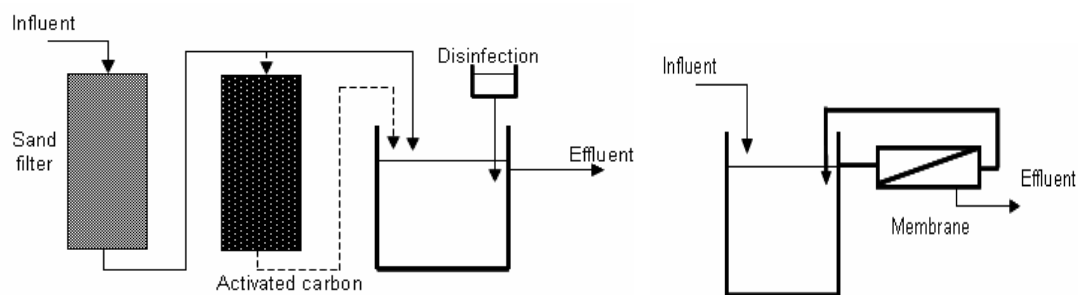 Influent
Disinfection
Sand
filter
Effluent
Activated carbon
Influent
Effluent
Membrane